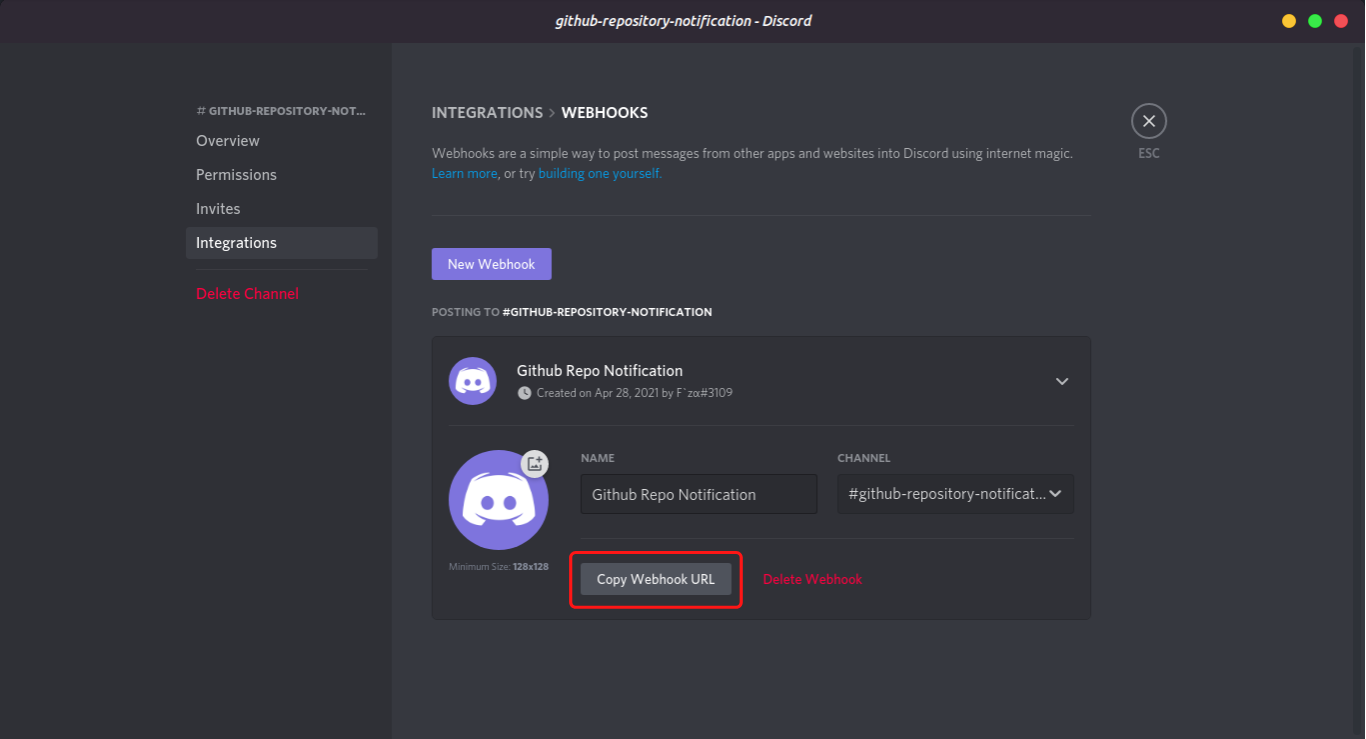 github-repository-notification - Discord
# GITHUB-REPOSITORY-NOT...
Overview
Permissions
Invites
Integrations
Delete Channel
INTEGRATIONS > WEBHOOKS
ESC
Webhooks are a simple way to post messages from other apps and websites into Discord using internet magic.
Learn more, or try building one yourself.
New Webhook
POSTING TO #GITHUB-REPOSITORY-NOTIFICATION
Github Repo Notification
Created on Apr 28, 2021 by F`zα#3109
NAME
CHANNEL
Github Repo Notification
#github-repository-notificat...
Minimum Size: 128x128
Copy Webhook URL
Delete Webhook